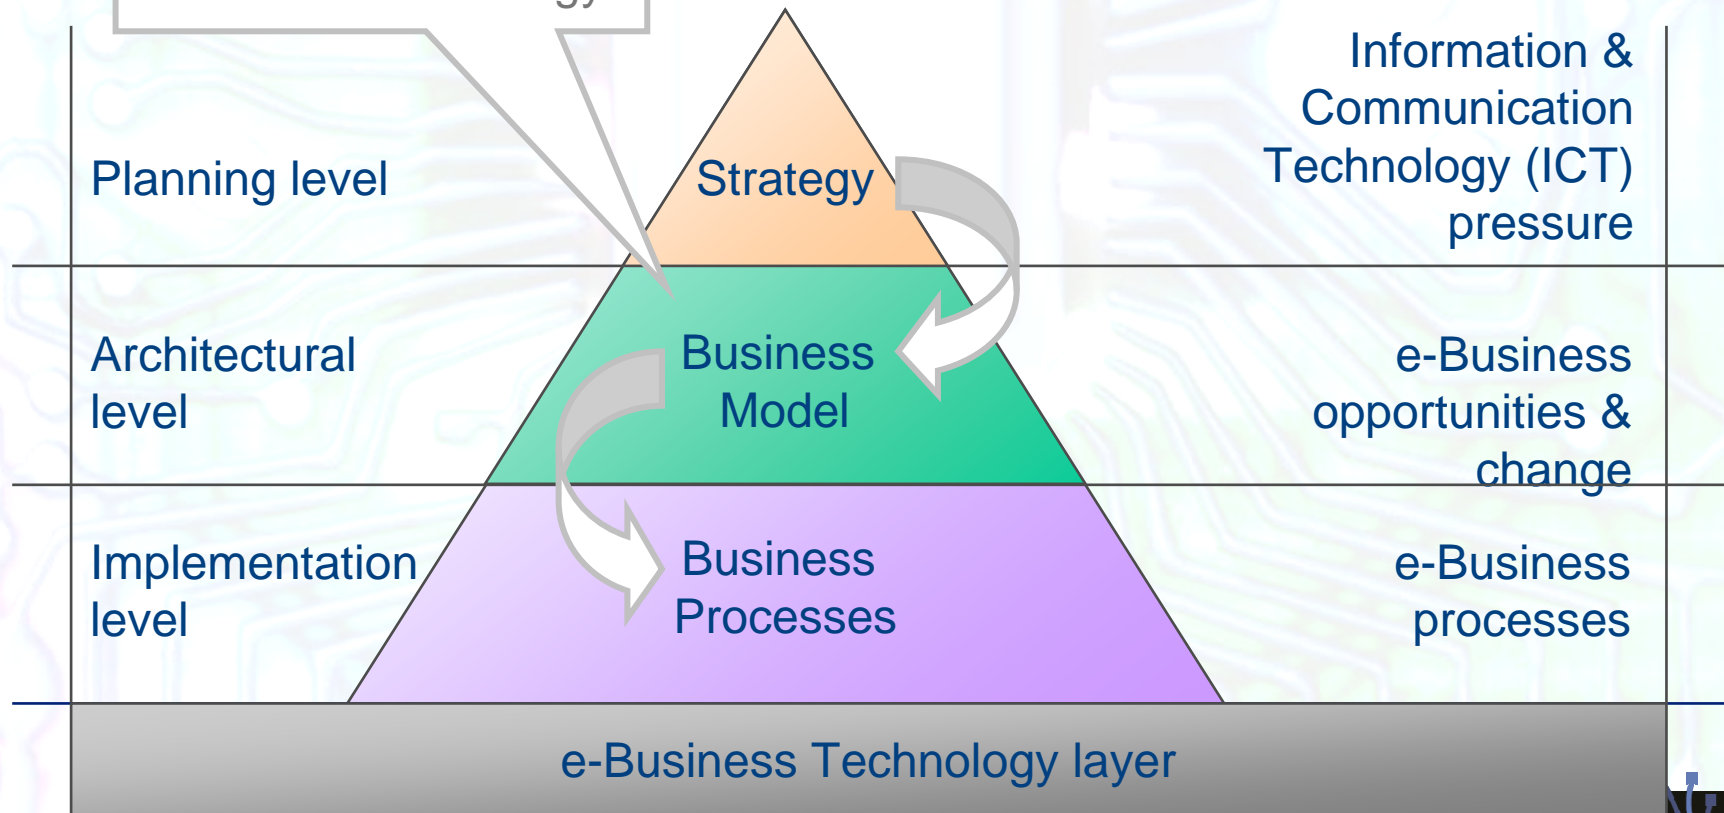 Planning level
Strategy
Information &
Communication
Technology (ICT)
pressure
Architectural
level
Business
Model
e-Business
opportunities &
change
Implementation
level
Business
Processes
e-Business
processes
e-Business Technology layer